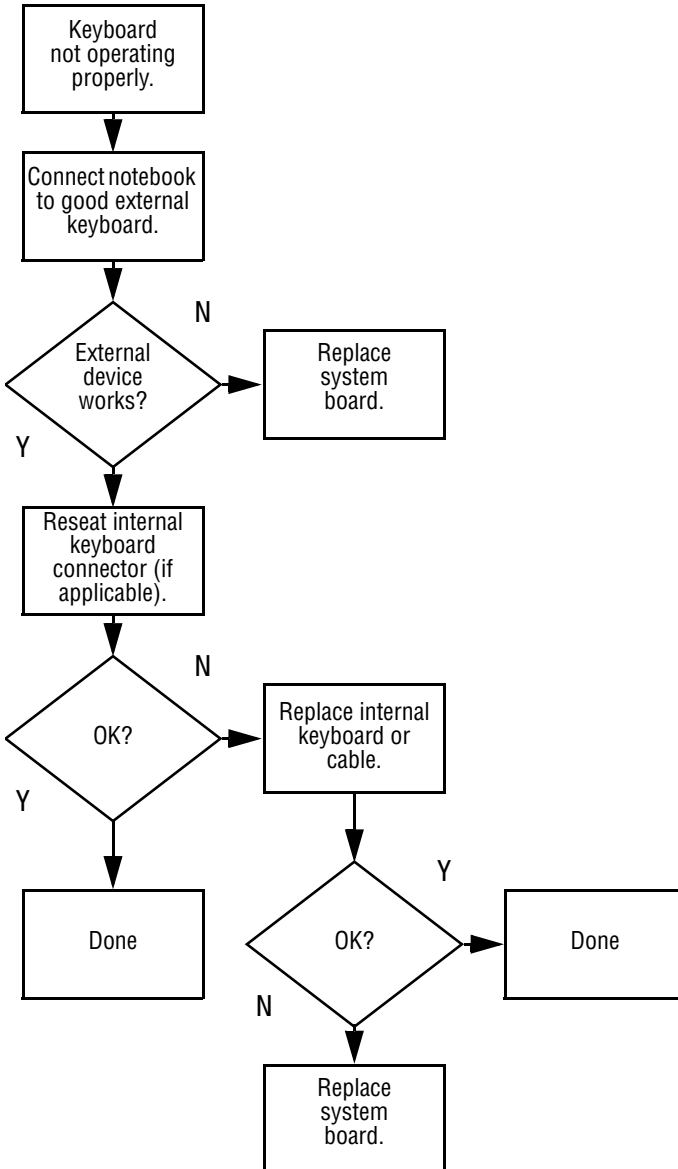 Keyboard
not operating
properly.
Connect notebook
to good external
keyboard.
N
External
device
works?
Replace
system
board.
Y
Reseat internal
keyboard
connector (if
applicable).
N
OK?
Replace internal
keyboard or
cable.
Y
Y
Done
OK?
Done
N
Replace
system
board.